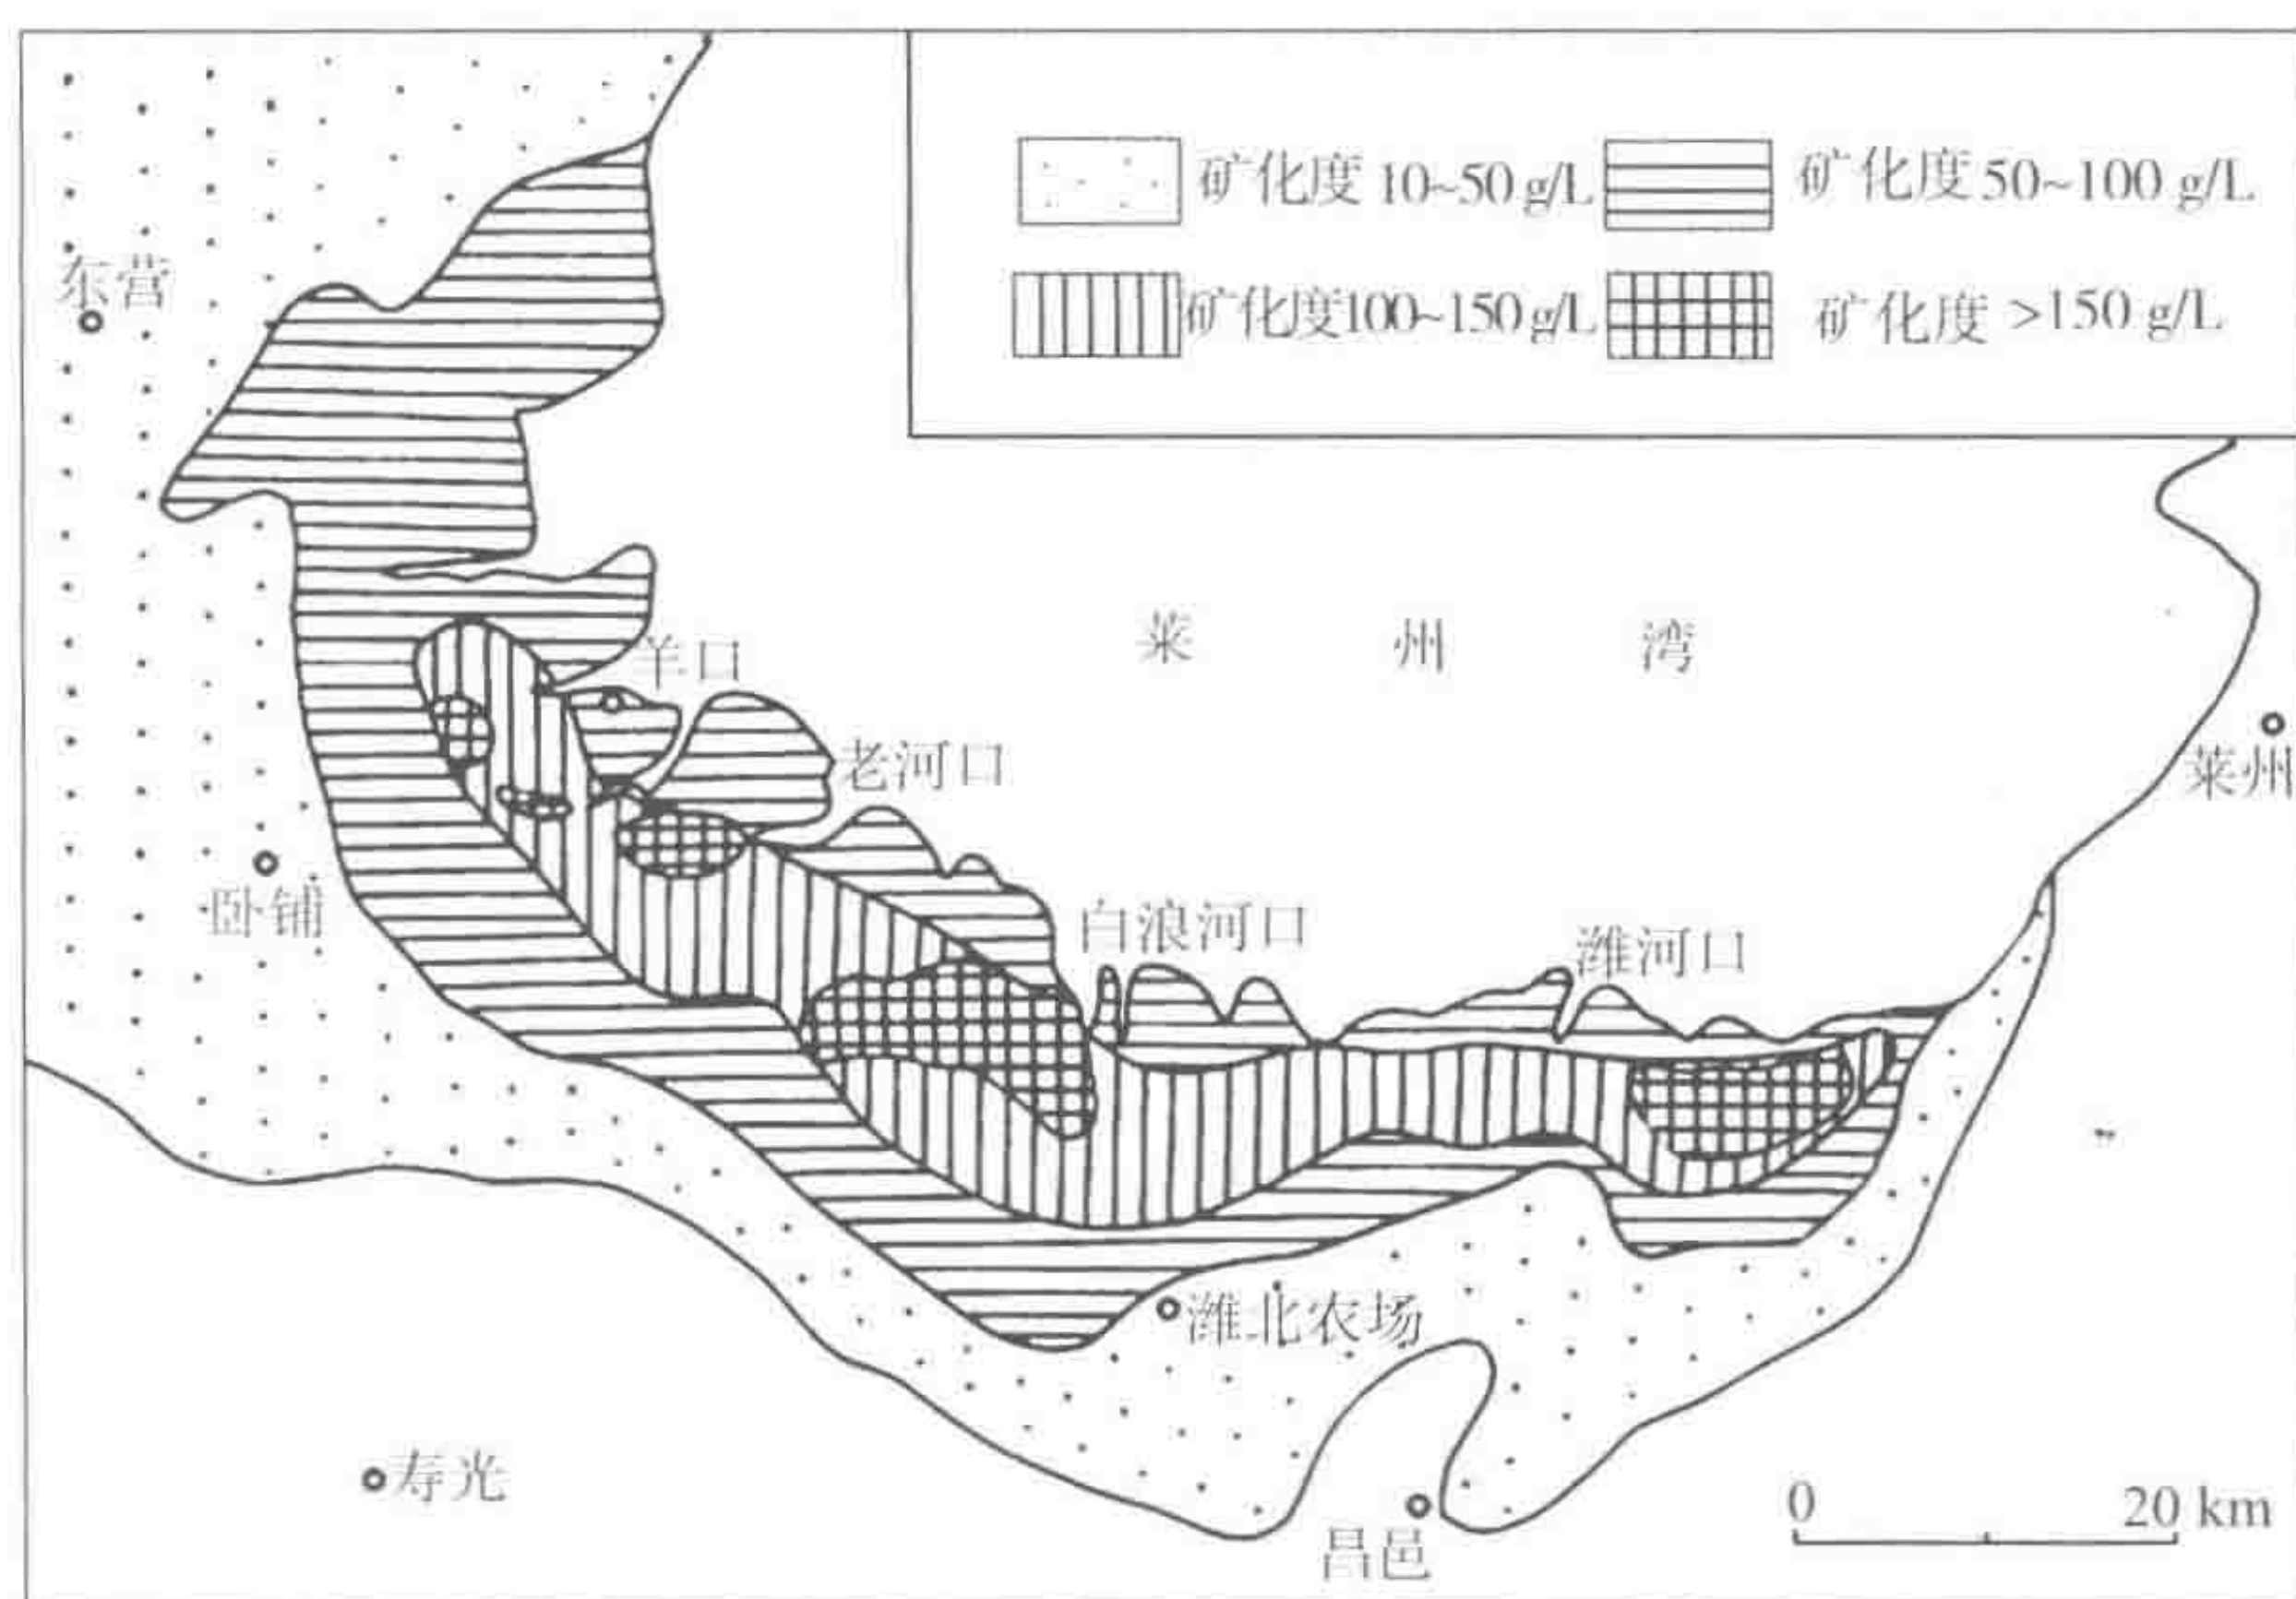 矿化度 10~50 g/L
矿化度 50~100 g/L
矿化度100~150 g/L
矿化度 >150 g/L
东营
莱州湾
羊口
老河口
莱州
卧铺
白浪河口
潍河口
潍北农场
寿光
昌邑
0 20 km